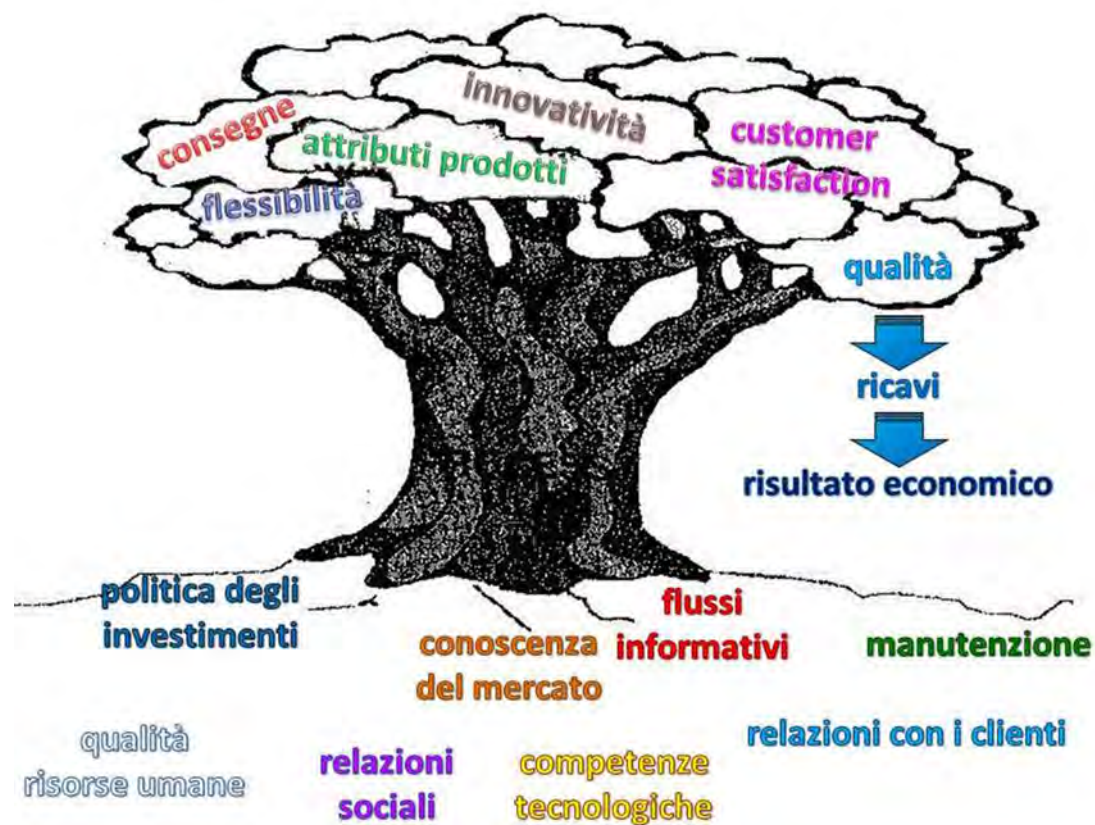 innovatività
consegne
customer
satisfaction
attributi prodotti
flessibilità
qualità
ricavi
risultato economico
politica degli
investimenti
flussi
informativi
conoscenza
del mercato
manutenzione
qualità
risorse umane
relazioni
sociali
competenze
tecnologiche
relazioni con i clienti